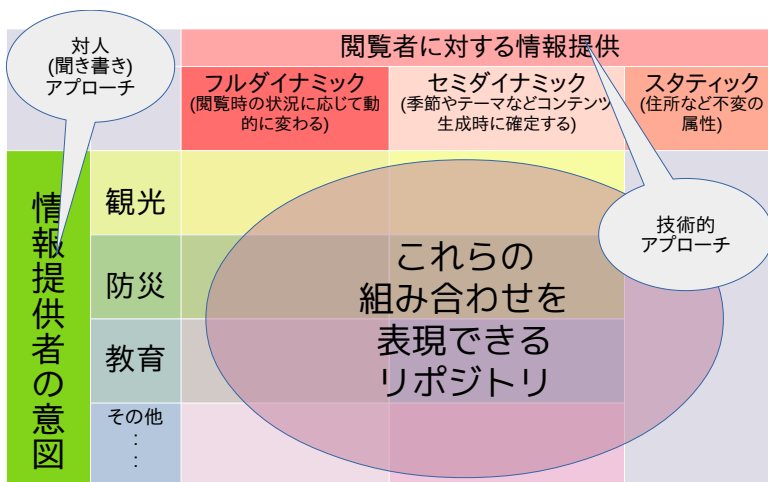 対人
(聞き書き)
アプローチ
閲覧者に対する情報提供
フルダイナミック
(閲覧時の状況に応じて動
的に変わる)
セミダイナミック
(季節やテーマなどコンテンツ
生成時に確定する)
スタティック
(住所など不変の
属性)
情報提供者の意図
観光
防災
教育
その他
:
:
技術的
アプローチ
これらの
組み合わせを
表現できる
リポジトリ